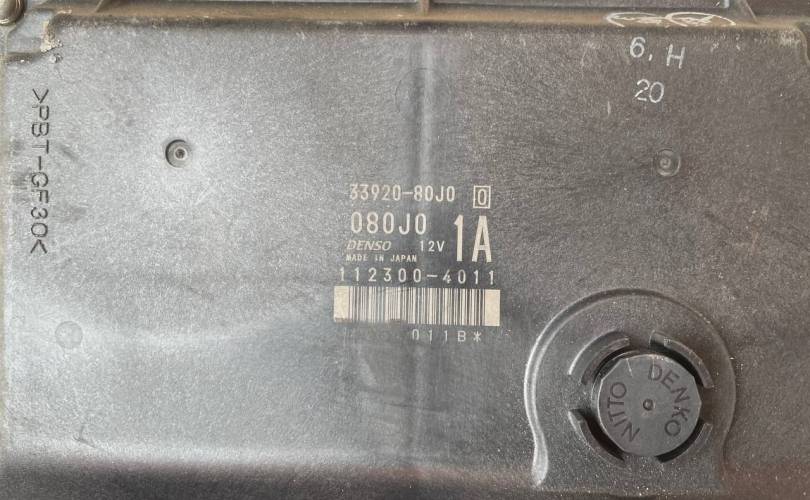 6. H
20
>PBT-GF30<
33920-80J0 0
080J0 1A
DENSO 12V
MADE IN JAPAN
112300-4011
011B*
NITTO DENKO